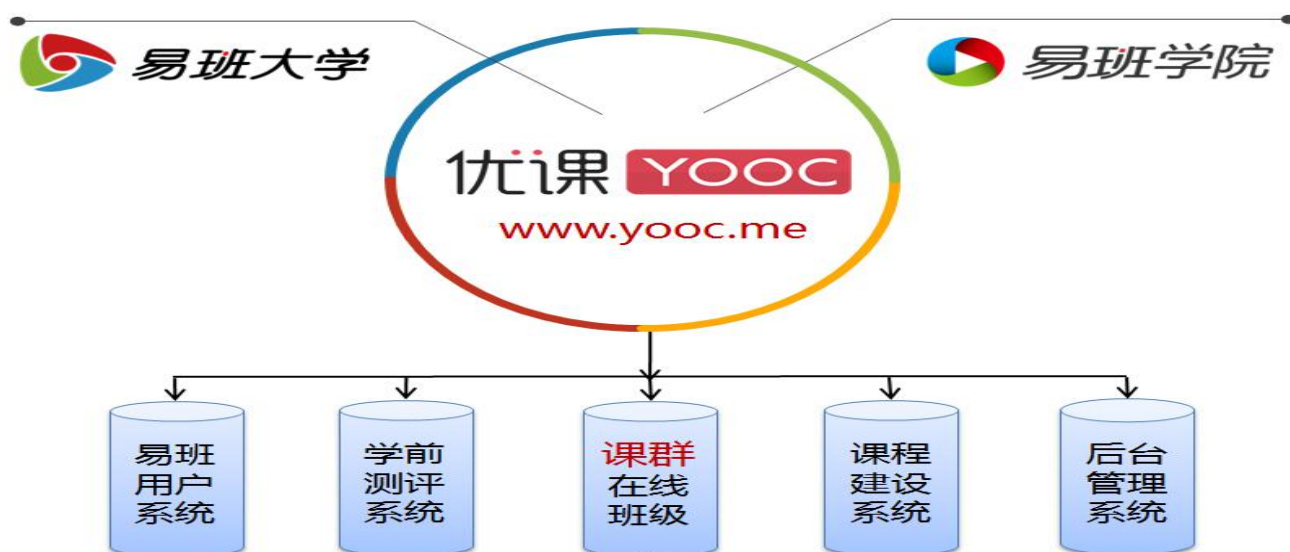 易班大学
易班学院
优课 YOOC
www.yooc.me
易班
用户
系统
学前
测评
系统
课群
在线
班级
课程
建设
系统
后台
管理
系统